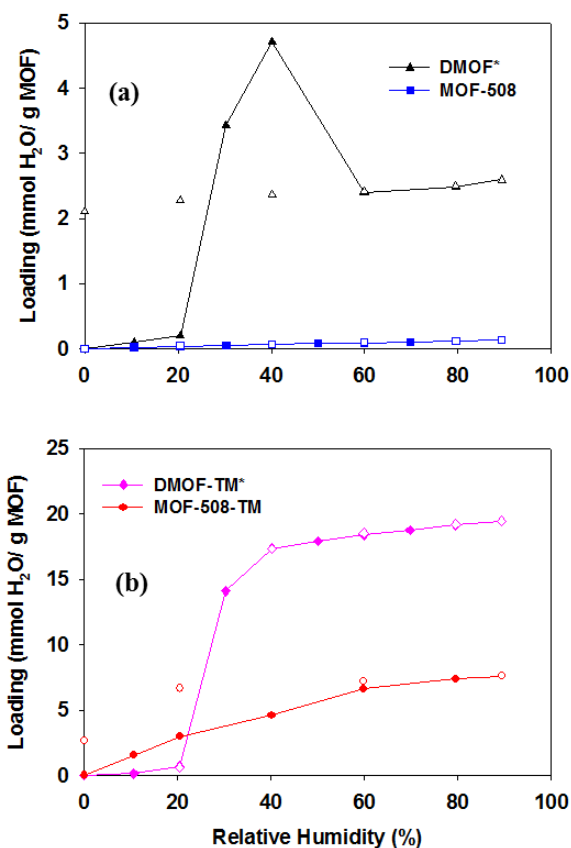 5
4
3
2
1
0
Loading (mmol H₂O/ g MOF)
(a)
DMOF*
MOF-508
0 20 40 60 80 100
25
20
15
10
5
0
Loading (mmol H₂O/ g MOF)
DMOF-TM*
MOF-508-TM
(b)
0 20 40 60 80 100
Relative Humidity (%)